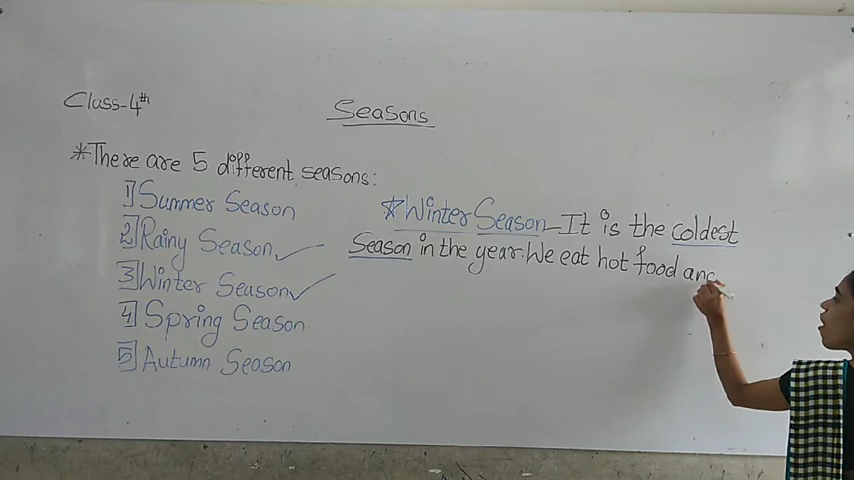 Class-4th
Seasons
*There are 5 different seasons:
1] Summer Season
2] Rainy Season
3] Winter Season
4] Spring Season
5] Autumn Season
*Winter Season - It is the coldest
Season in the year. We eat hot food and